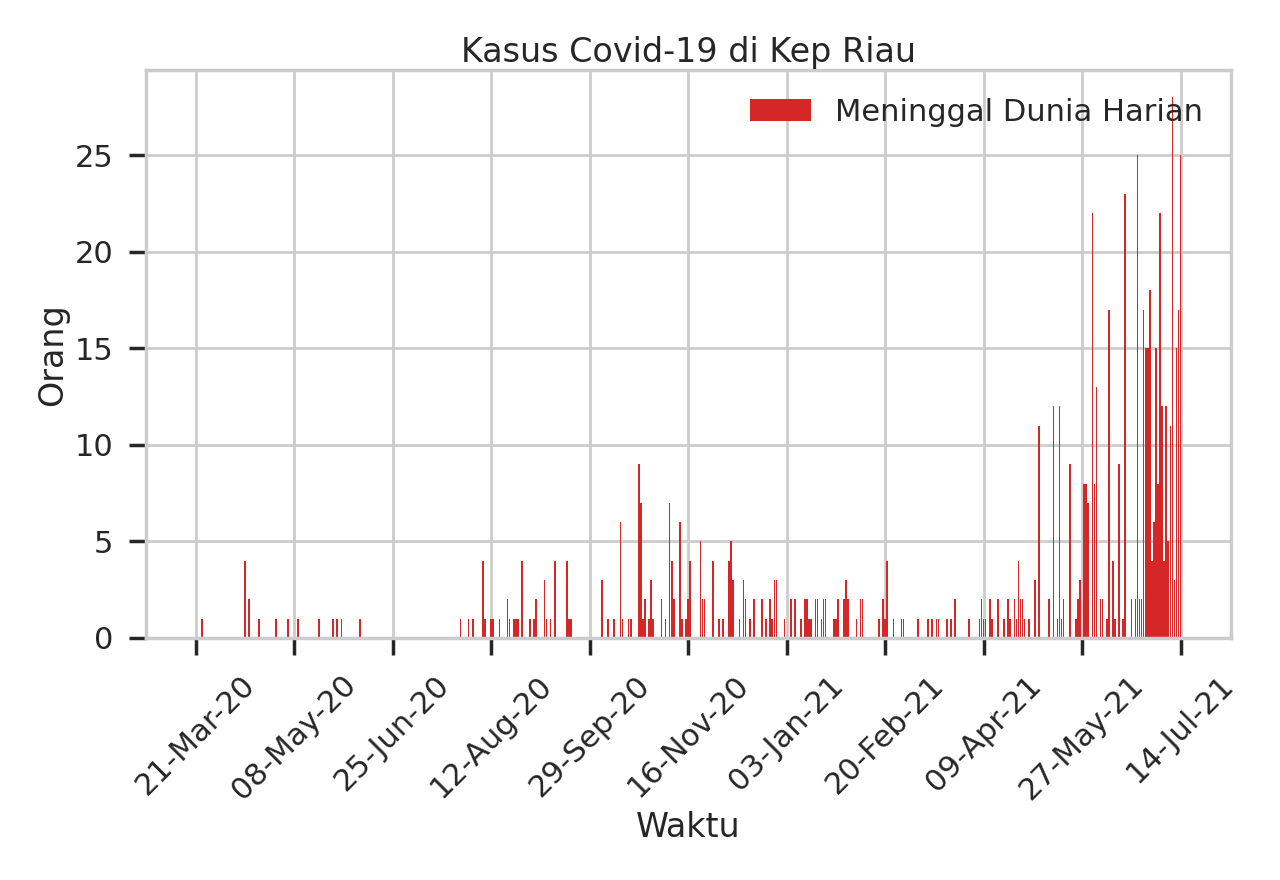 Kasus Covid-19 di Kep Riau
Meninggal Dunia Harian
Orang
25
20
15
10
5
0
21-Mar-20
08-May-20
25-Jun-20
12-Aug-20
29-Sep-20
16-Nov-20
03-Jan-21
20-Feb-21
09-Apr-21
27-May-21
14-Jul-21
Waktu